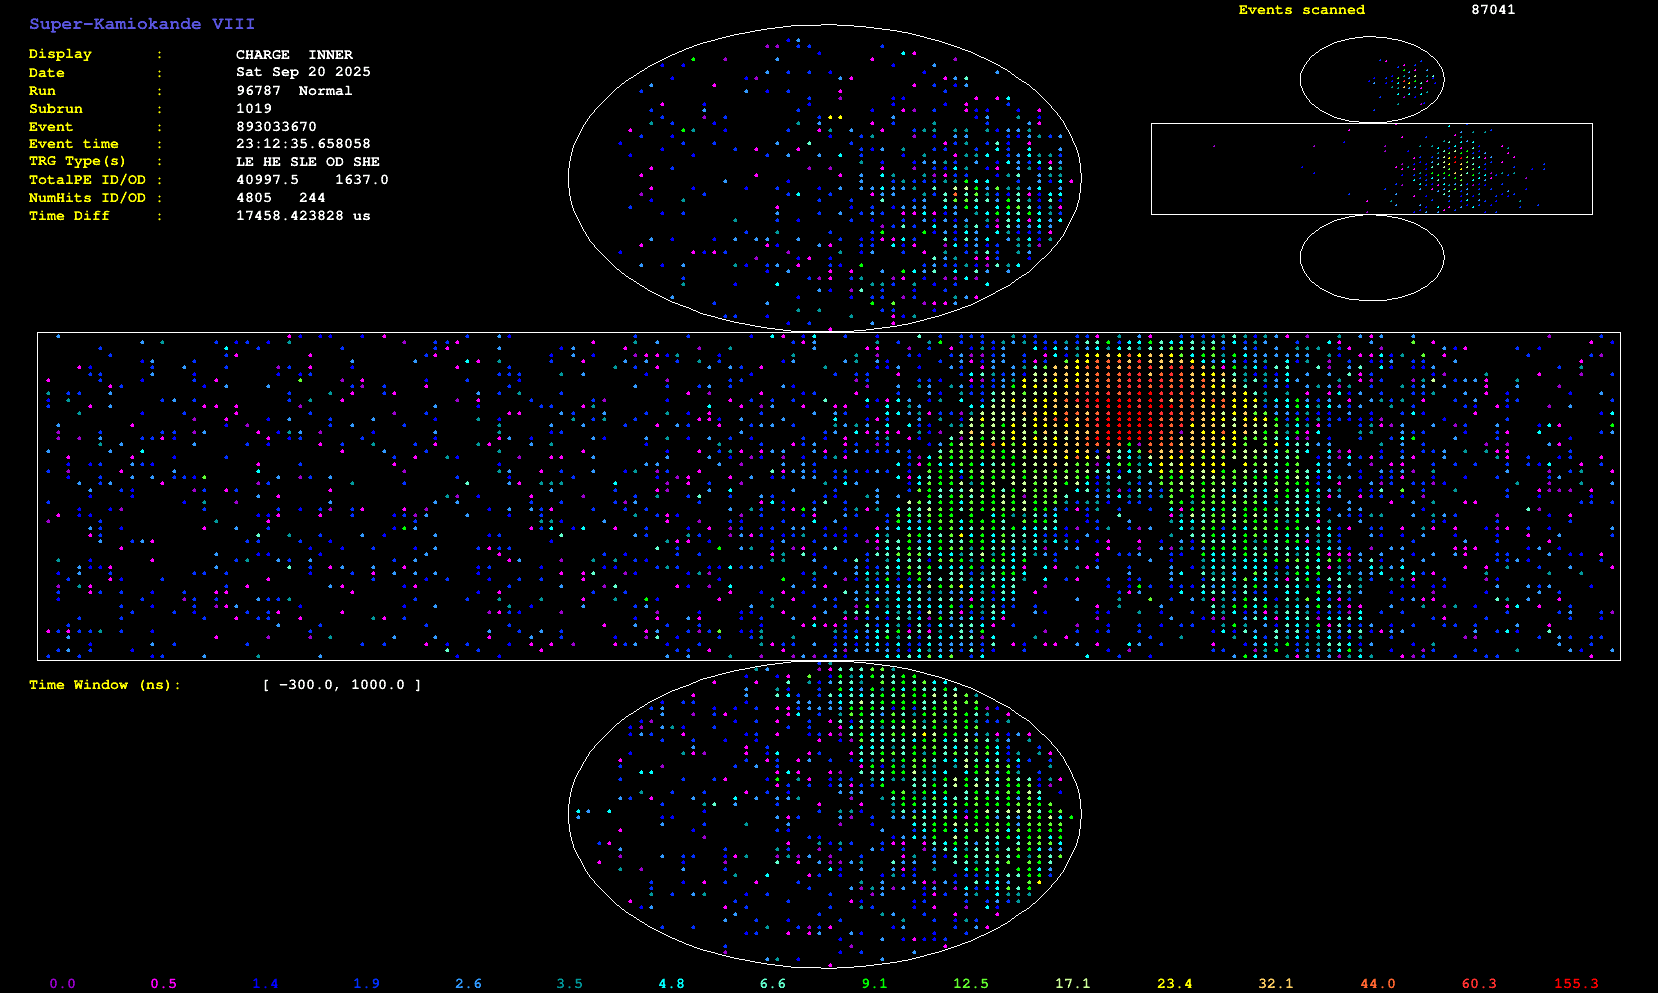 Super-Kamiokande VIII
Events scanned 87041
Display : CHARGE INNER
Date : Sat Sep 20 2025
Run : 96787 Normal
Subrun : 1019
Event : 893033670
Event time : 23:12:35.658058
TRG Type(s) : LE HE SLE OD SHE
TotalPE ID/OD : 40997.5 1637.0
NumHits ID/OD : 4805 244
Time Diff : 17458.423828 us
Time Window (ns): [ -300.0, 1000.0 ]
0.0 0.5 1.4 1.9 2.6 3.5 4.8 6.6 9.1 12.5 17.1 23.4 32.1 44.0 60.3 155.3